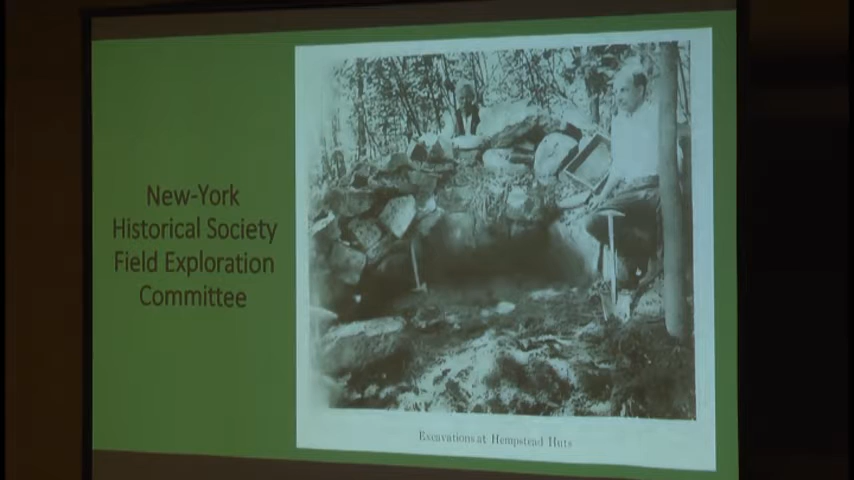 New-York
Historical Society
Field Exploration
Committee
Excavations at Hempstead Huts